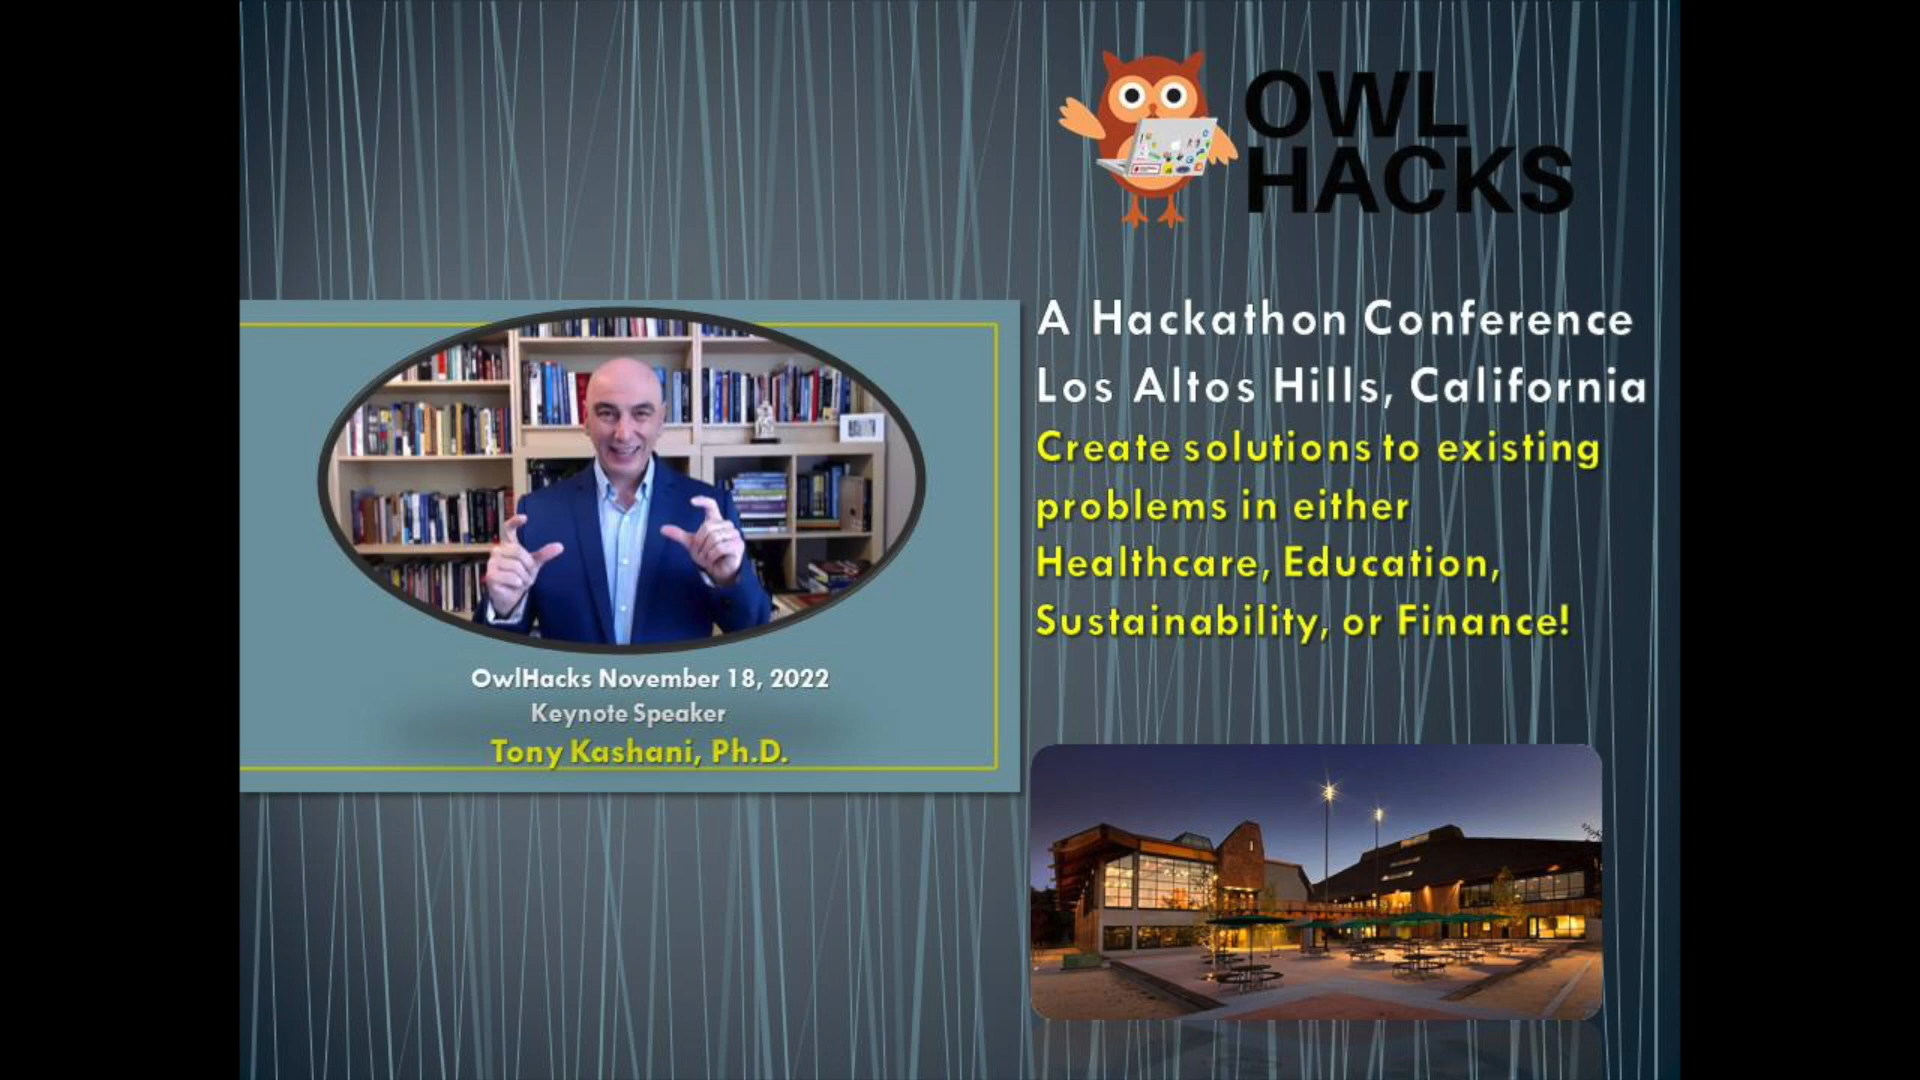 OWL
HACKS
A Hackathon Conference
Los Altos Hills, California
Create solutions to existing
problems in either
Healthcare, Education,
Sustainability, or Finance!
OwlHacks November 18, 2022
Keynote Speaker
Tony Kashani, Ph.D.